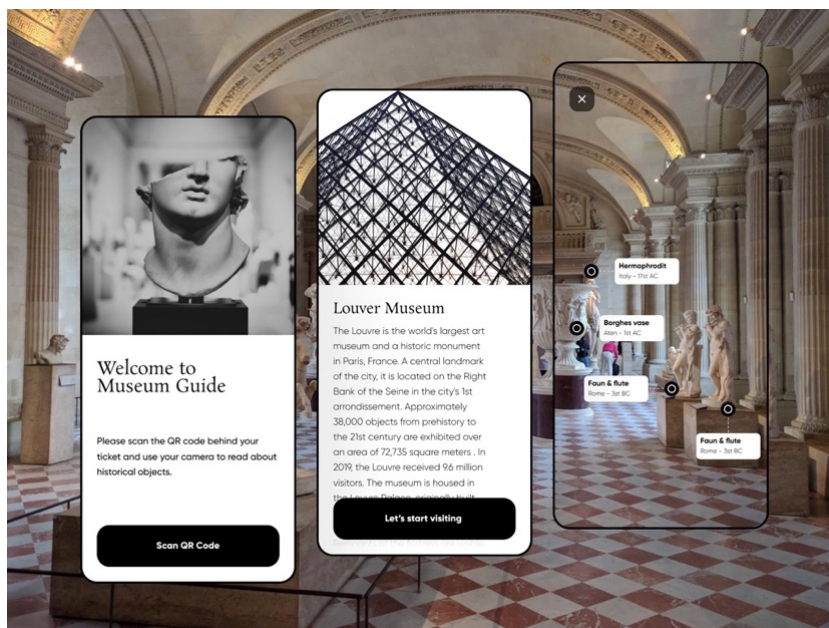 Welcome to
Museum Guide
Please scan the QR code behind your
ticket and use your camera to read about
historical objects.
Scan QR Code
Louver Museum
The Louvre is the world's largest art
museum and a historic monument
in Paris, France. A central landmark
of the city, it is located on the Right
Bank of the Seine in the city's 1st
arrondissement. Approximately
38,000 objects from prehistory to
the 21st century are exhibited over
an area of 72,735 square meters . In
2019, the Louvre received 9.6 million
visitors. The museum is housed in
the Louvre Palace, originally built
Let's start visiting
Hermaphrodit
Italy - 17st AC
Borghes vase
Aten - 1st AC
Faun & flute
Rome - 3st BC
Faun & flute
Rome - 3st BC